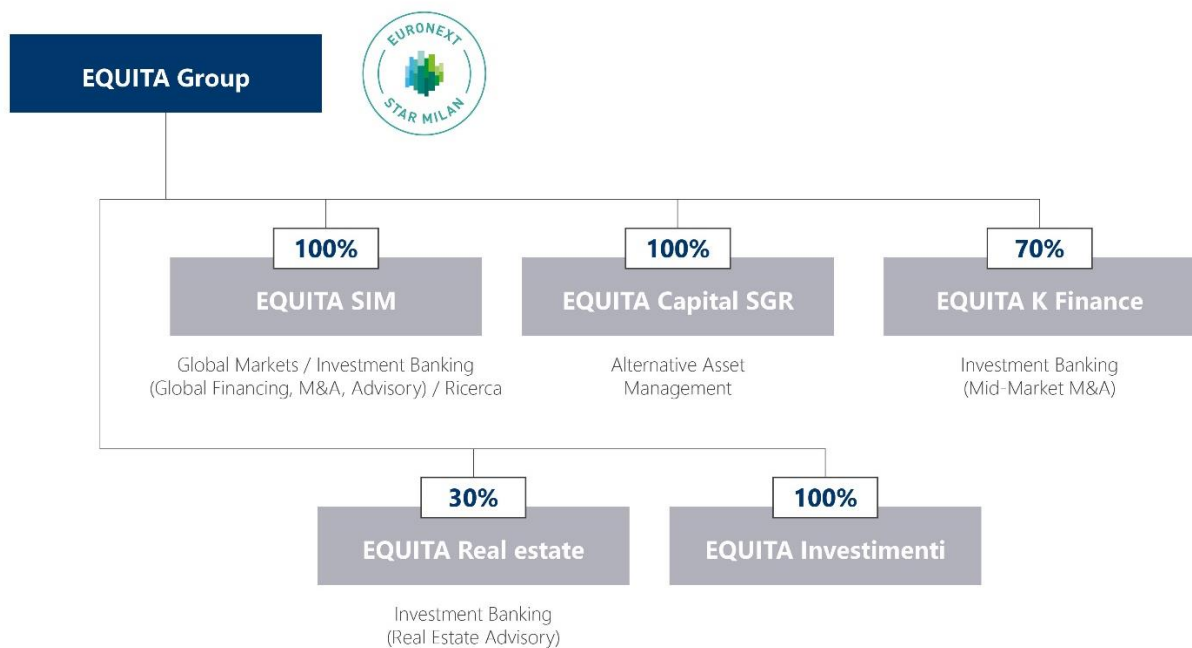 EQUITA Group
EURONEXT
STAR MILAN
100%
EQUITA SIM
Global Markets / Investment Banking
(Global Financing, M&A, Advisory) / Ricerca
100%
EQUITA Capital SGR
Alternative Asset
Management
70%
EQUITA K Finance
Investment Banking
(Mid-Market M&A)
30%
EQUITA Real estate
Investment Banking
(Real Estate Advisory)
100%
EQUITA Investimenti